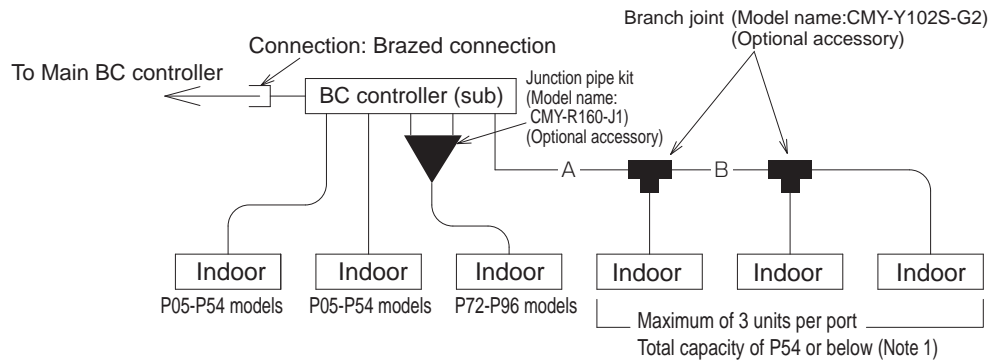 Branch joint (Model name:CMY-Y102S-G2)
(Optional accessory)
Connection: Brazed connection
To Main BC controller
BC controller (sub)
Junction pipe kit
(Model name:
CMY-R160-J1)
(Optional accessory)
A
B
Indoor
Indoor
Indoor
Indoor
Indoor
Indoor
P05-P54 models
P05-P54 models
P72-P96 models
Maximum of 3 units per port
Total capacity of P54 or below (Note 1)